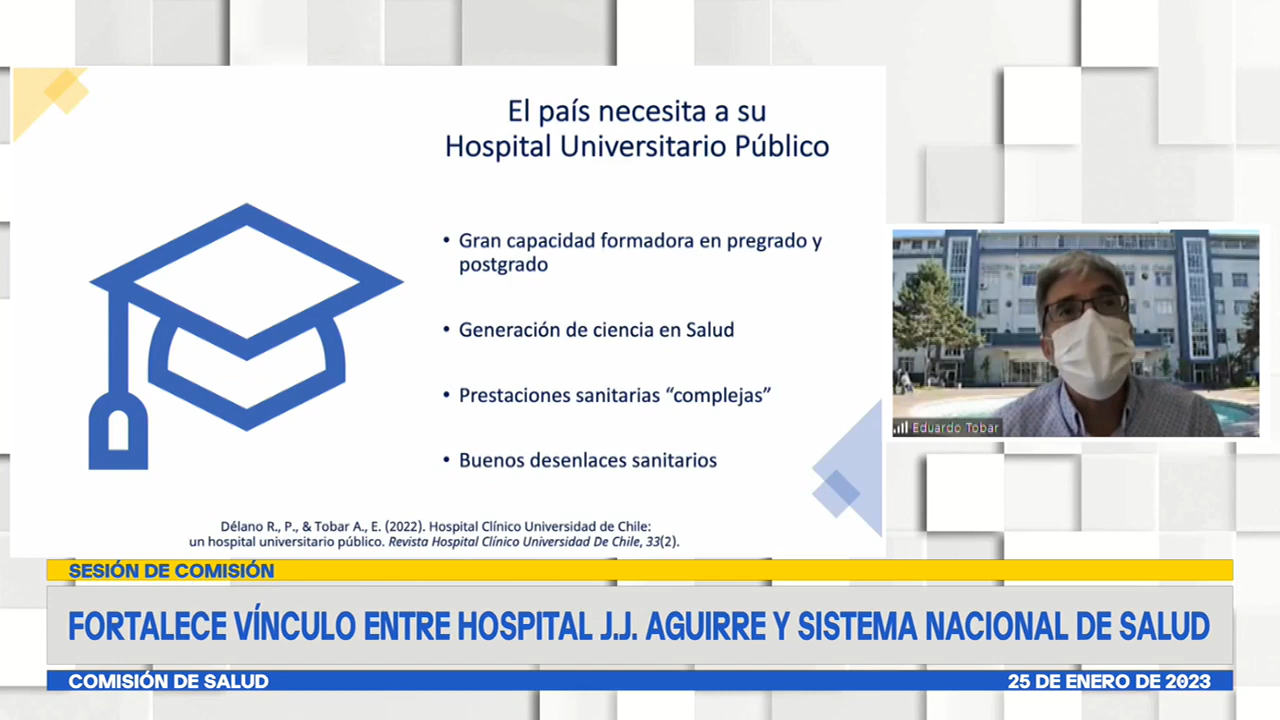 El país necesita a su
Hospital Universitario Público
• Gran capacidad formadora en pregrado y
postgrado
• Generación de ciencia en Salud
• Prestaciones sanitarias “complejas”
• Buenos desenlaces sanitarios
Délano R., P., & Tobar A., E. (2022). Hospital Clínico Universidad de Chile:
un hospital universitario público. Revista Hospital Clínico Universidad De Chile, 33(2).
Eduardo Tobar
SESIÓN DE COMISIÓN
FORTALECE VÍNCULO ENTRE HOSPITAL J.J. AGUIRRE Y SISTEMA NACIONAL DE SALUD
COMISIÓN DE SALUD
25 DE ENERO DE 2023